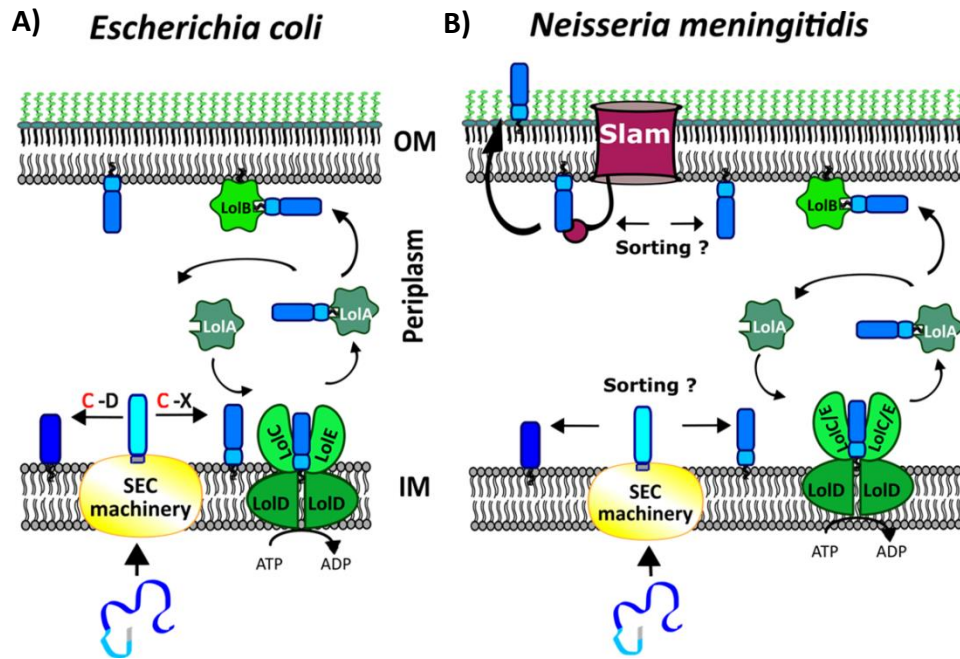 A)
Escherichia coli
B)
Neisseria meningitidis
OM
Periplasm
IM
LolB
LolA
LolA
C-D
C-X
LolC
LolE
SEC
machinery
LolD
LolD
ATP
ADP
Slam
Sorting ?
LolB
LolA
LolA
Sorting ?
LolC/E
LolC/E
SEC
machinery
LolD
LolD
ATP
ADP